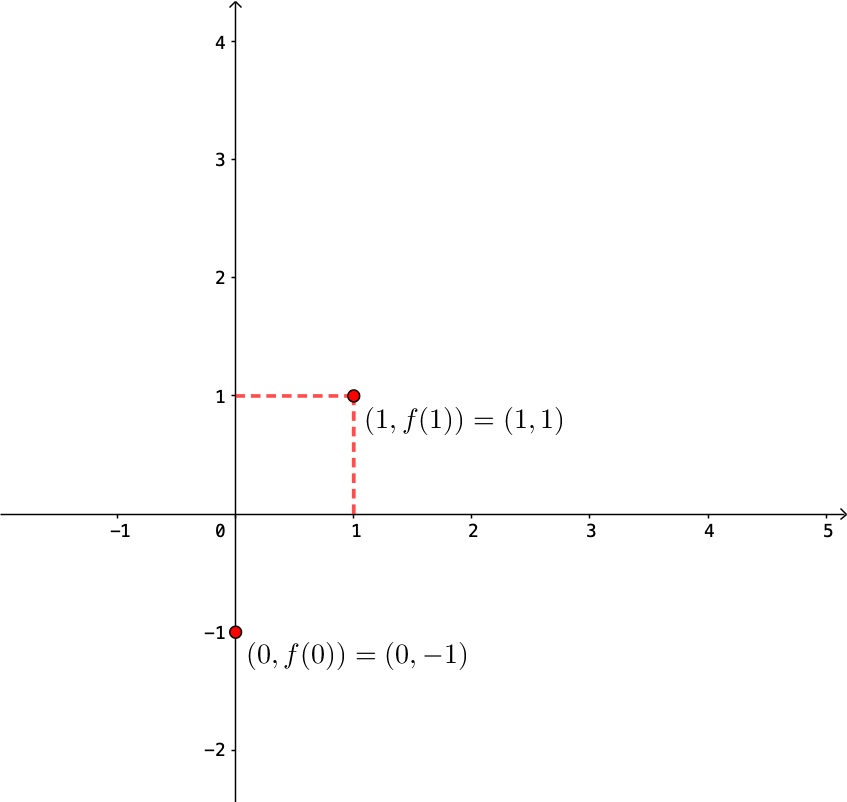 4
3
2
1
(1, f(1)) = (1, 1)
−1 0 1 2 3 4 5
−1
(0, f(0)) = (0, −1)
−2